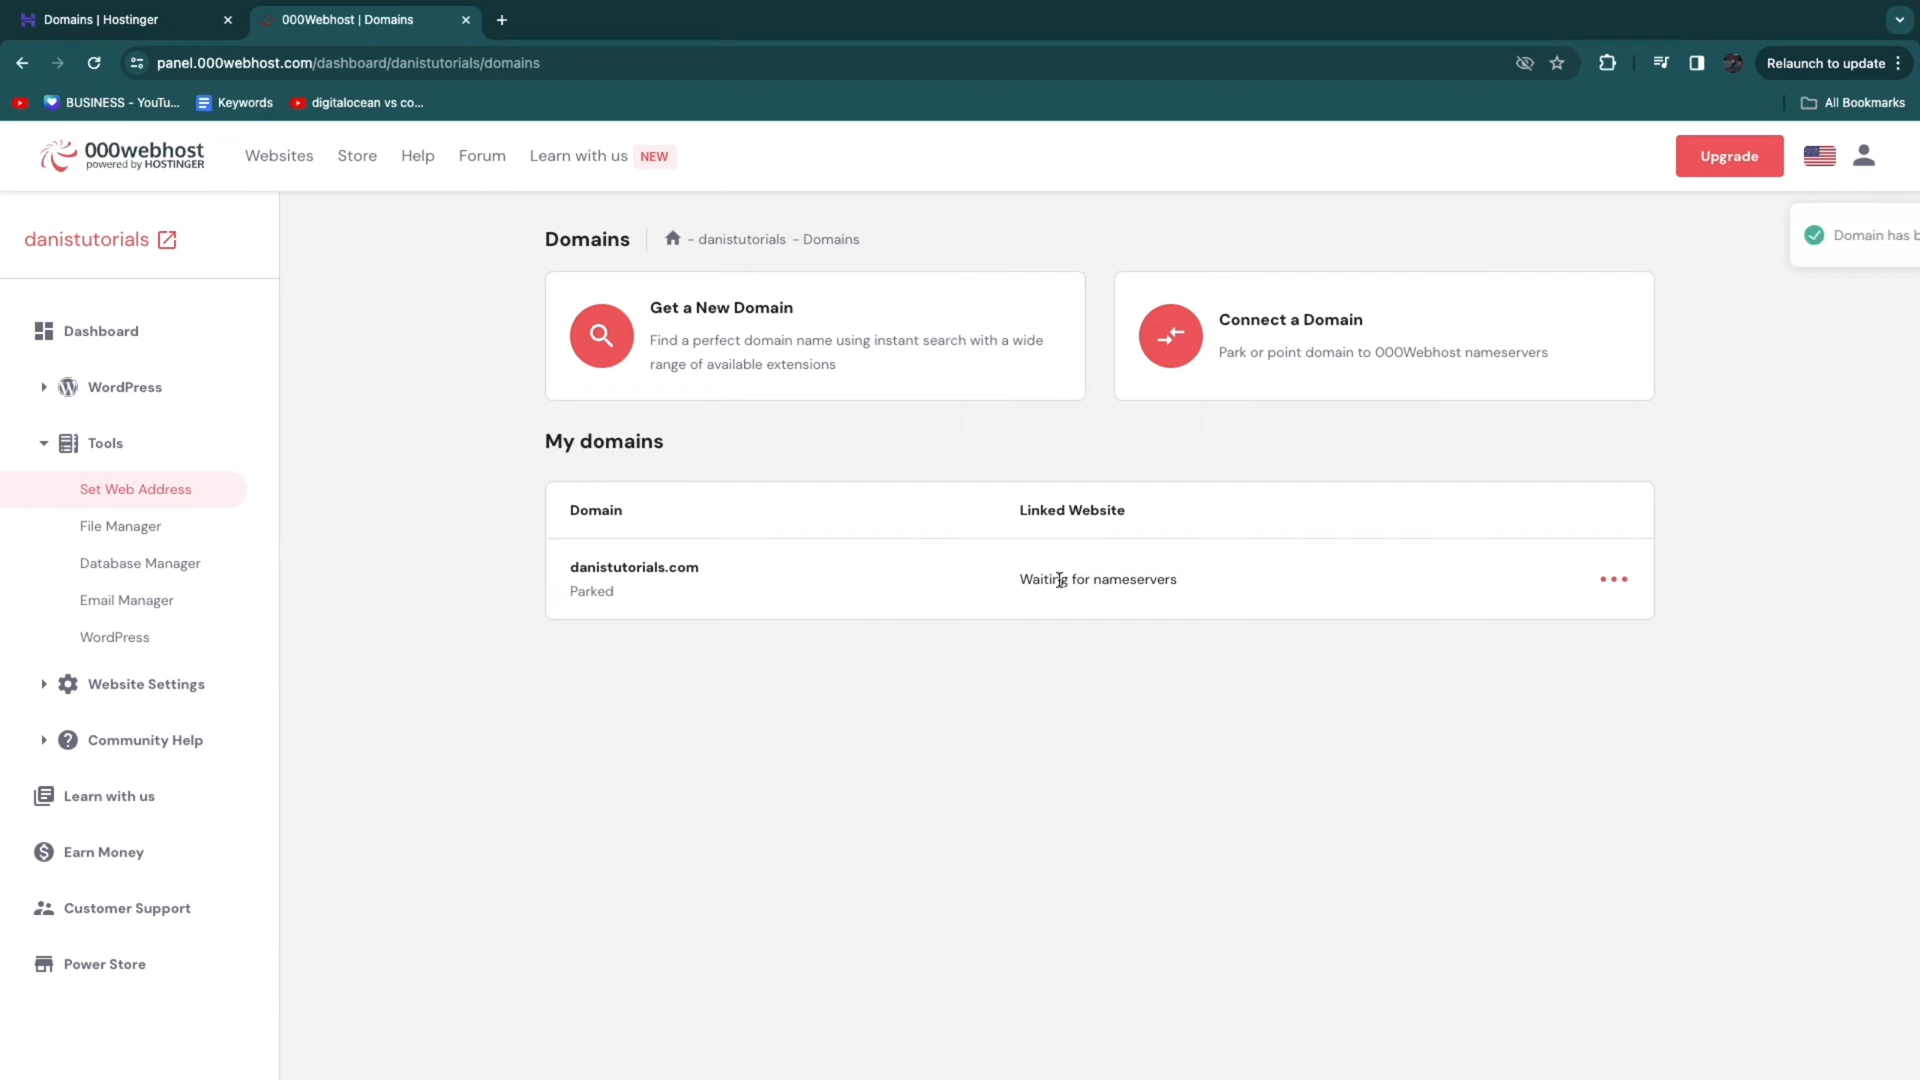 Domains | Hostinger
000Webhost | Domains
panel.000webhost.com/dashboard/danistutorials/domains
Relaunch to update
BUSINESS - YouTu...
Keywords
digitalocean vs co...
All Bookmarks
000webhost
powered by HOSTINGER
Websites
Store
Help
Forum
Learn with us NEW
Upgrade
danistutorials
Domains
- danistutorials - Domains
Domain has b
Get a New Domain
Find a perfect domain name using instant search with a wide
range of available extensions
Connect a Domain
Park or point domain to 000Webhost nameservers
Dashboard
WordPress
Tools
Set Web Address
File Manager
Database Manager
Email Manager
WordPress
Website Settings
Community Help
Learn with us
Earn Money
Customer Support
Power Store
My domains
Domain
Linked Website
danistutorials.com
Parked
Waiting for nameservers